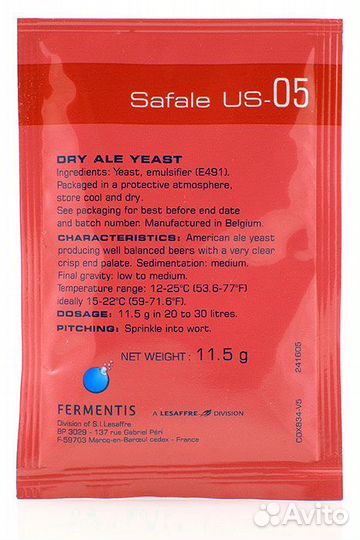 Safale US-05
DRY ALE YEAST
Ingredients: Yeast, emulsifier (E491).
Packaged in a protective atmosphere,
store cool and dry.
See packaging for best before end date
and batch number. Manufactured in Belgium.
CHARACTERISTICS: American ale yeast
producing well balanced beers with a very clear
crisp end palate. Sedimentation: medium.
Final gravity: low to medium.
Temperature range: 12-25°C (53.6-77°F)
ideally 15-22°C (59-71.6°F).
DOSAGE: 11.5 g in 20 to 30 litres.
PITCHING: Sprinkle into wort.
NET WEIGHT: 11.5 g
241605
CDX834-V5
FERMENTIS
A LESAFFRE DIVISION
Division of S.I.Lesaffre
BP 3029 - 137 rue Gabriel Péri
F-59703 Marcq-en-Barœul cedex - France
Avito